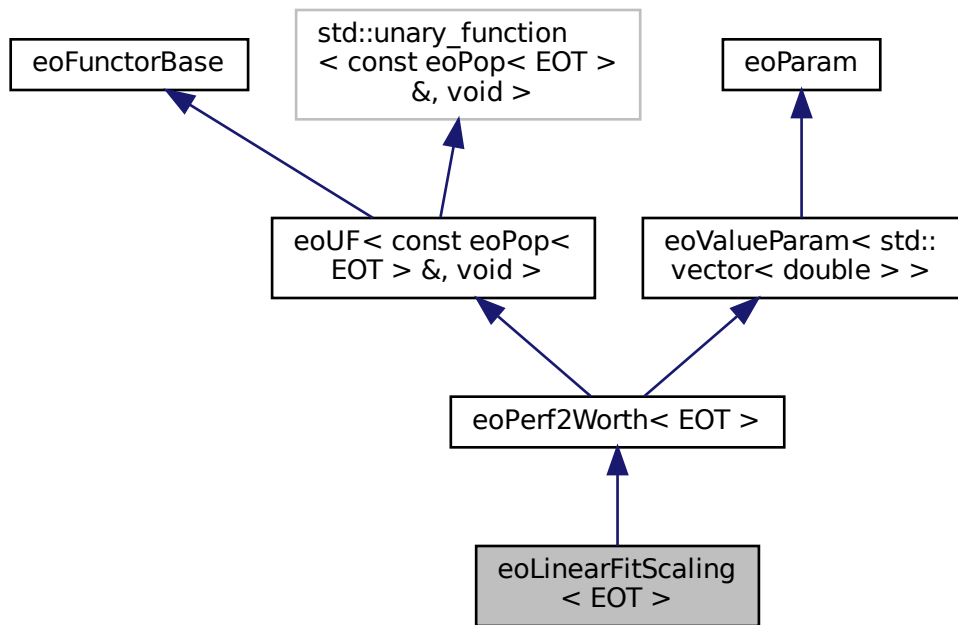 eoFunctorBase
std::unary_function
< const eoPop< EOT >
&, void >
eoParam
eoUF< const eoPop<
EOT > &, void >
eoValueParam< std::
vector< double > >
eoPerf2Worth< EOT >
eoLinearFitScaling
< EOT >